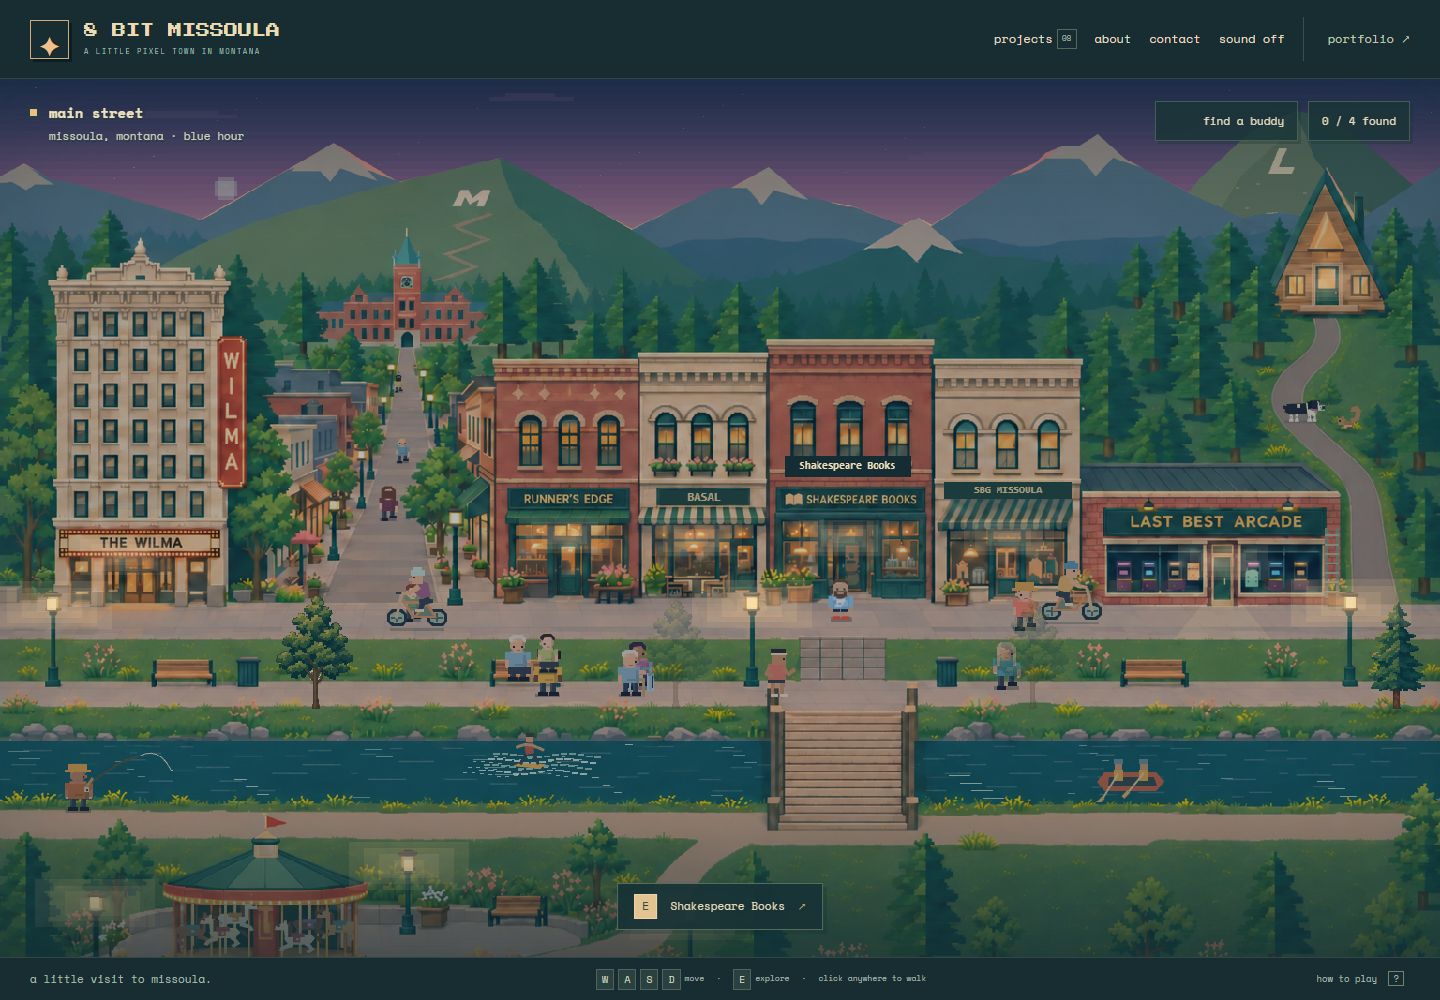 8 BIT MISSOULA
A LITTLE PIXEL TOWN IN MONTANA
projects 08 about contact sound off portfolio ↗
main street
missoula, montana · blue hour
find a buddy 0 / 4 found
M
L
WILMA
THE WILMA
RUNNER'S EDGE
BASAL
Shakespeare Books
SHAKESPEARE BOOKS
SBG MISSOULA
LAST BEST ARCADE
E Shakespeare Books ↗
a little visit to missoula.
W A S D move · E explore · click anywhere to walk
how to play ?